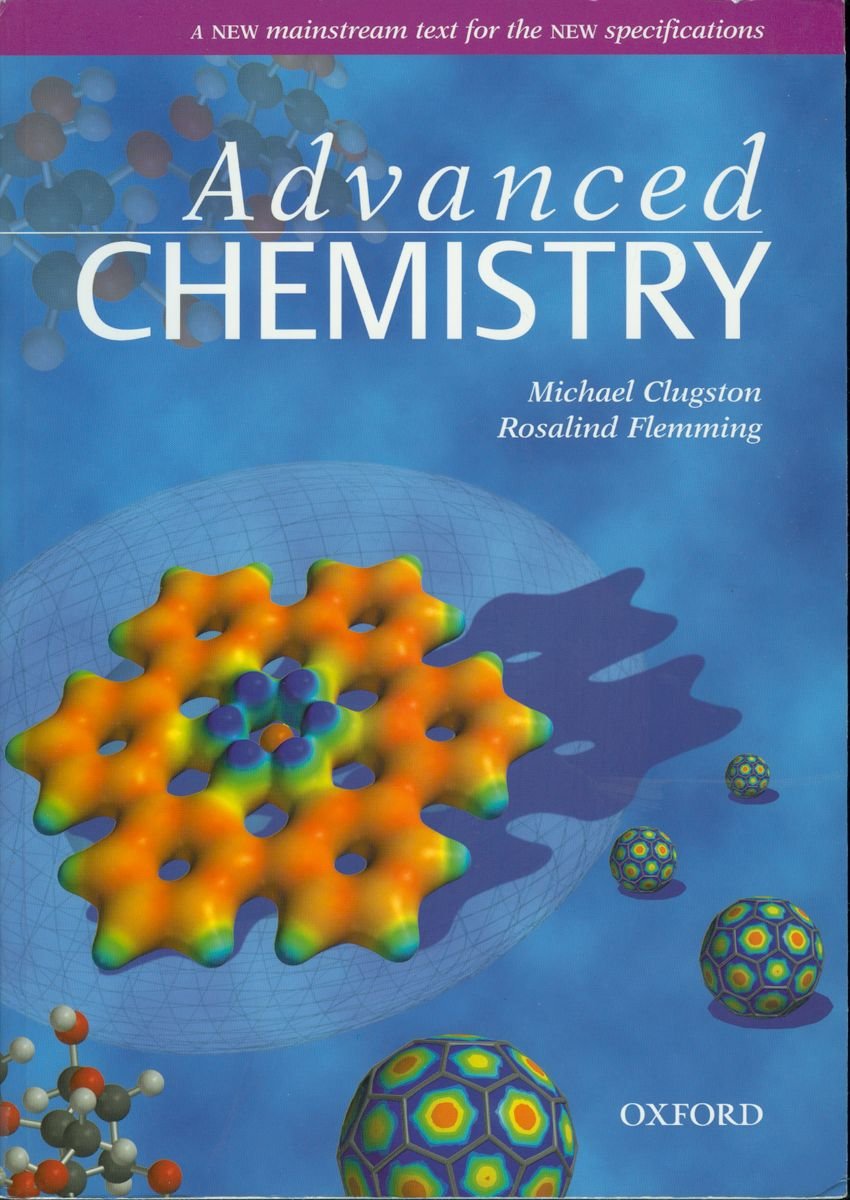 A NEW mainstream text for the NEW specifications
Advanced
CHEMISTRY
Michael Clugston
Rosalind Flemming
OXFORD